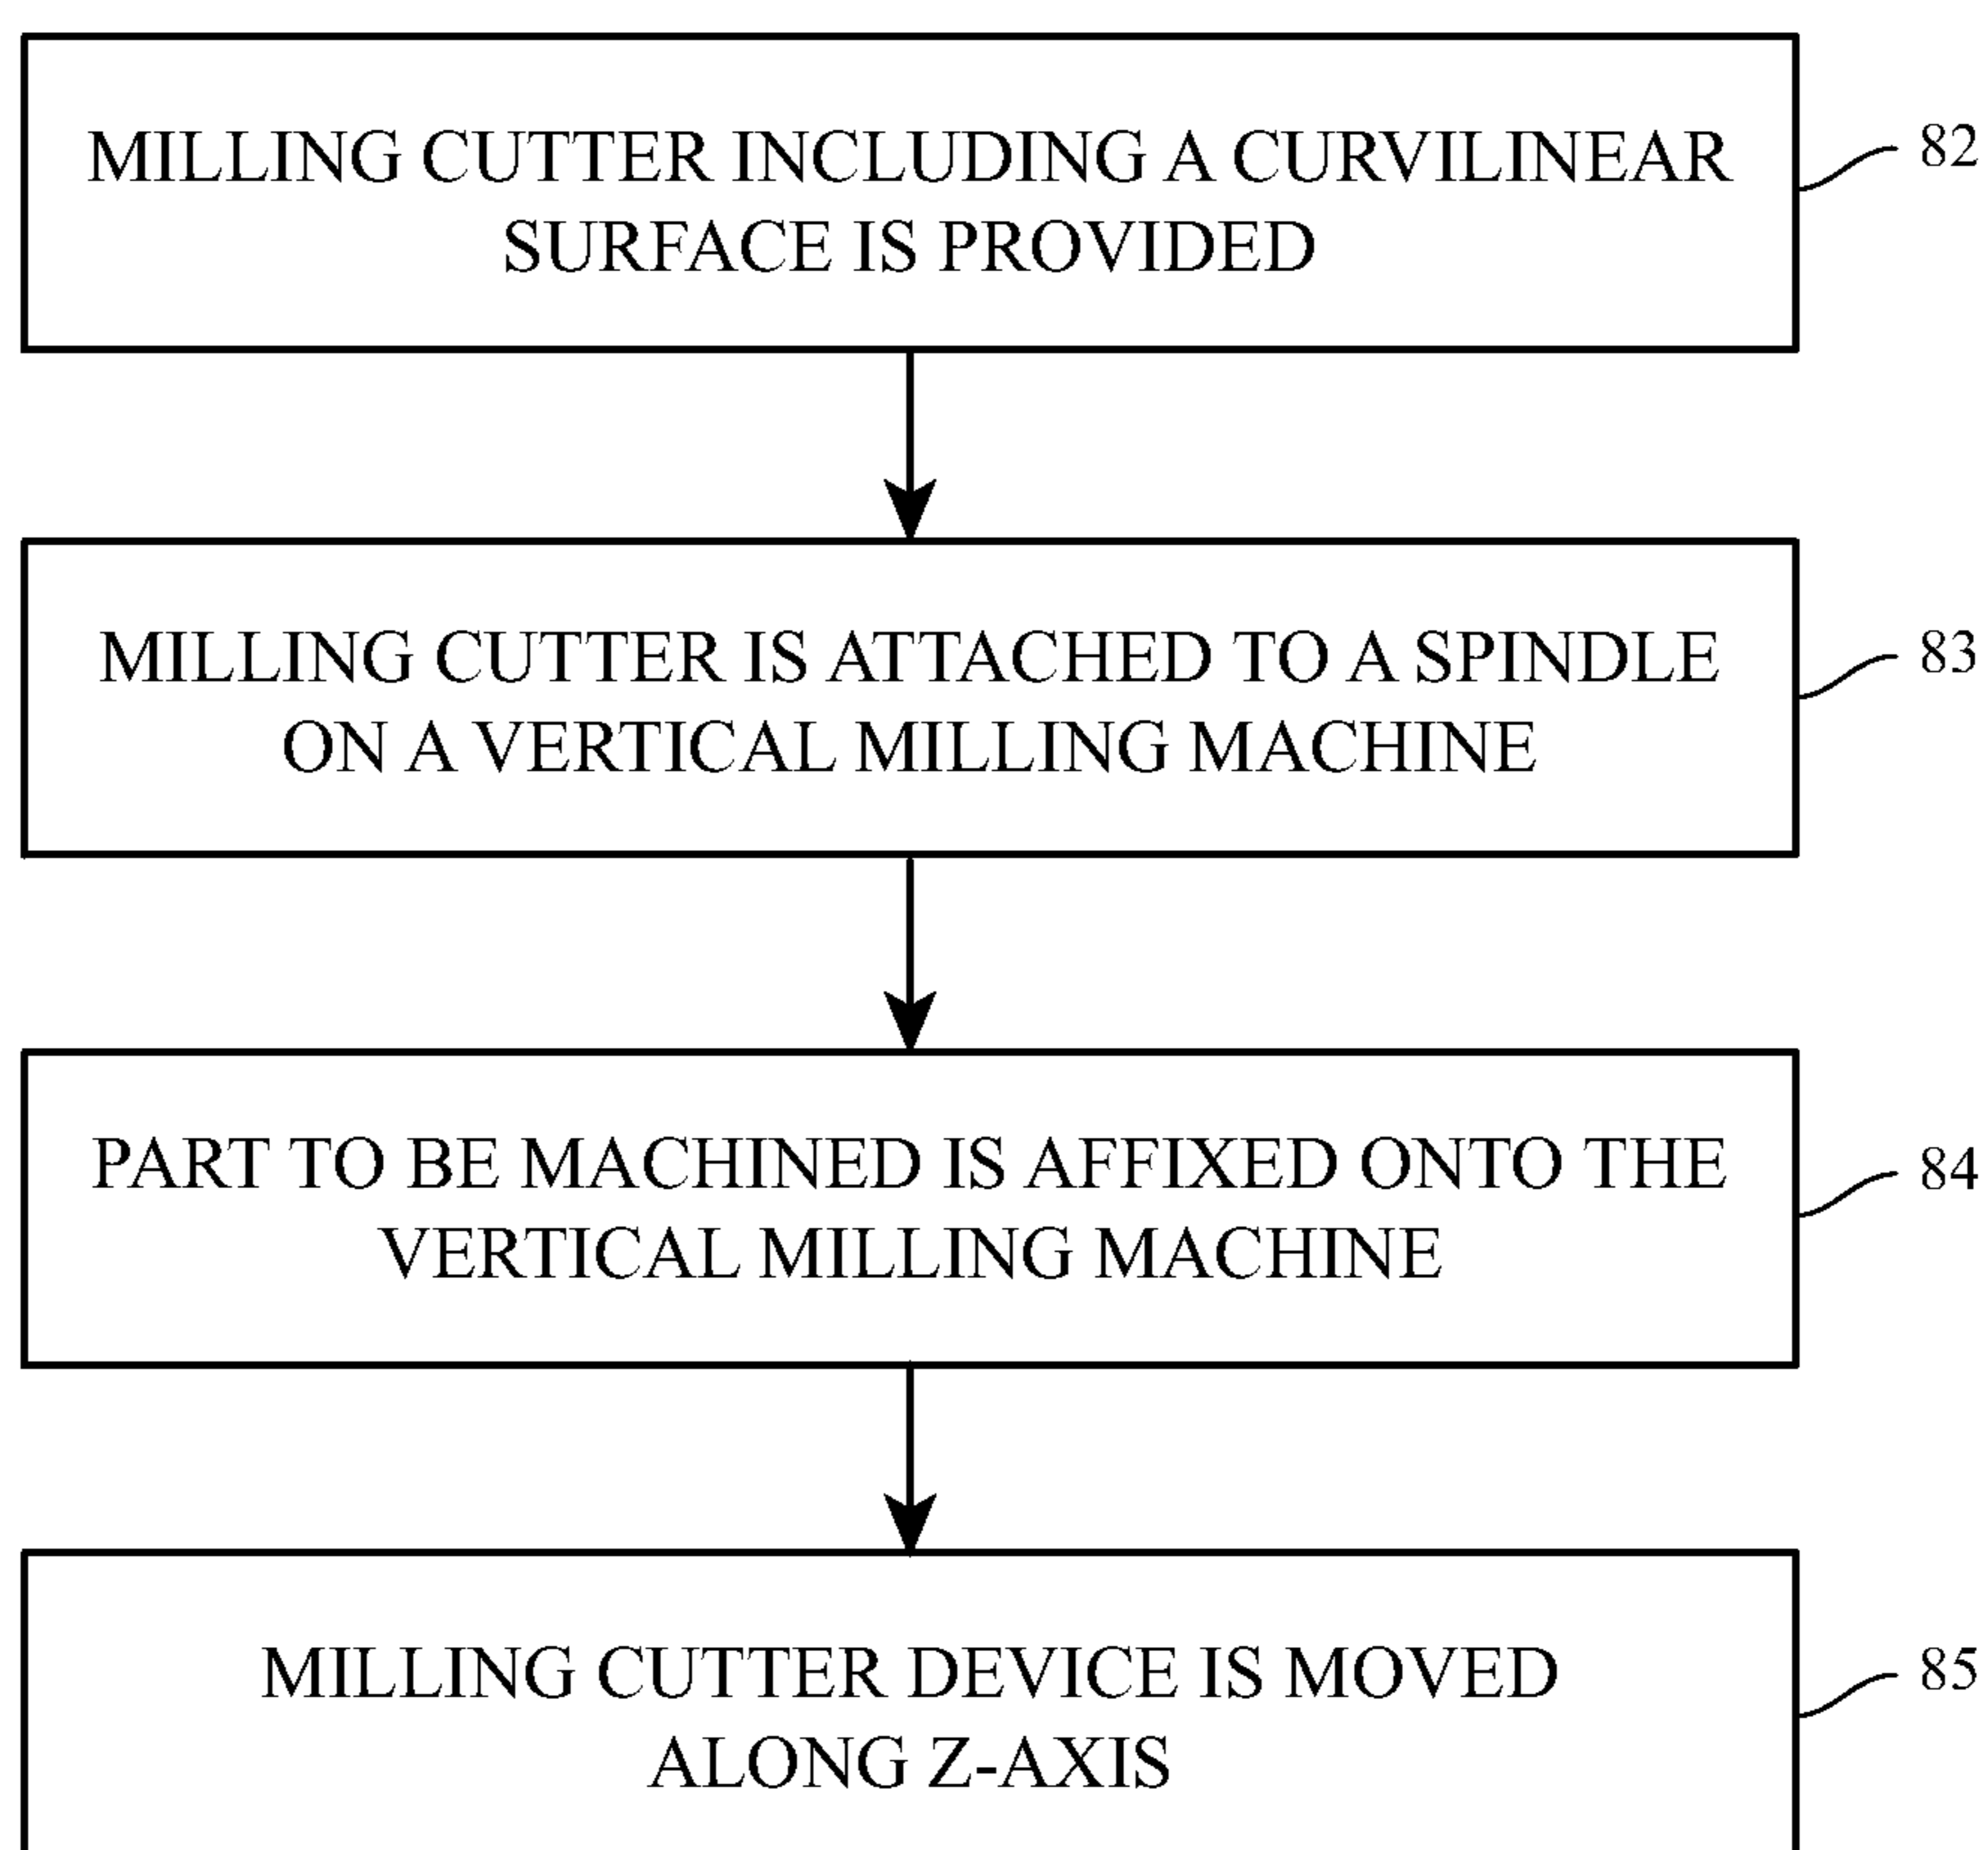 MILLING CUTTER INCLUDING A CURVILINEAR
SURFACE IS PROVIDED
82
MILLING CUTTER IS ATTACHED TO A SPINDLE
ON A VERTICAL MILLING MACHINE
83
PART TO BE MACHINED IS AFFIXED ONTO THE
VERTICAL MILLING MACHINE
84
MILLING CUTTER DEVICE IS MOVED
ALONG Z-AXIS
85